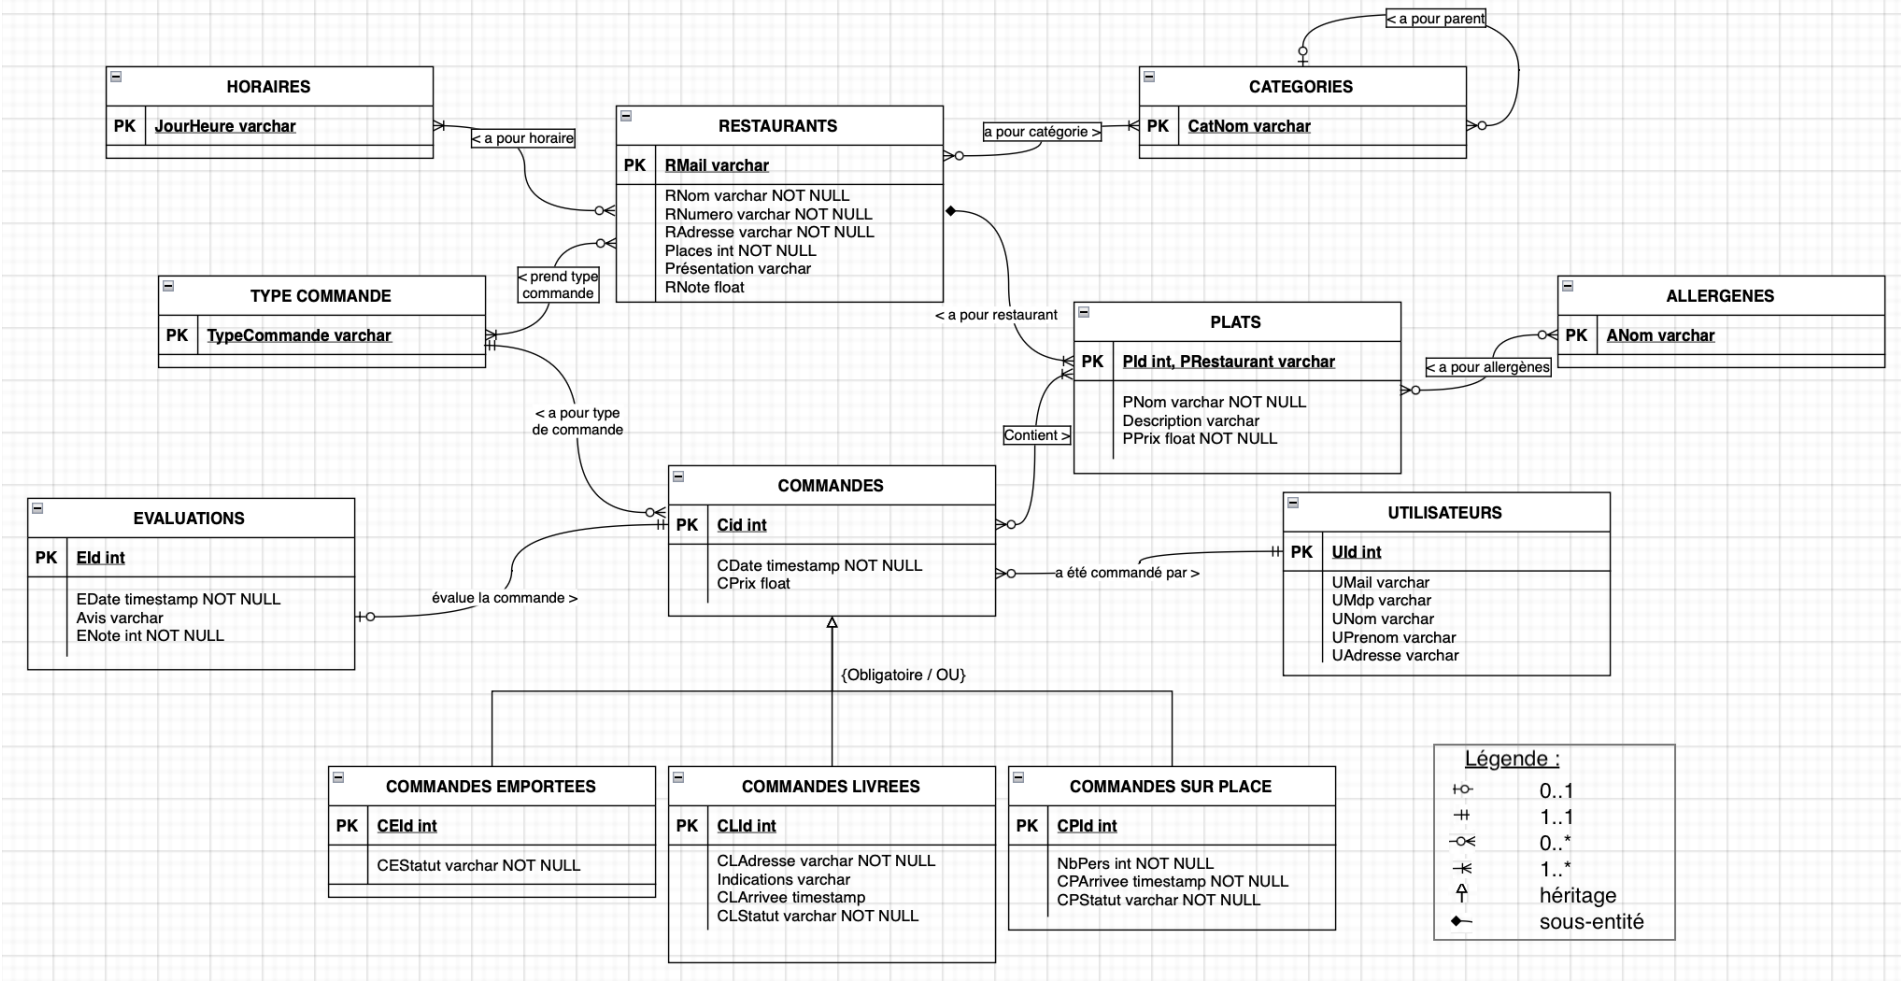 < a pour parent
HORAIRES
PK JourHeure varchar
< a pour horaire
RESTAURANTS
PK RMail varchar
RNom varchar NOT NULL
RNumero varchar NOT NULL
RAdresse varchar NOT NULL
Places int NOT NULL
Présentation varchar
RNote float
a pour catégorie >
CATEGORIES
PK CatNom varchar
TYPE COMMANDE
PK TypeCommande varchar
< prend type
commande
< a pour restaurant
PLATS
PK PId int, PRestaurant varchar
PNom varchar NOT NULL
Description varchar
PPrix float NOT NULL
< a pour allergènes
ALLERGENES
PK ANom varchar
< a pour type
de commande
Contient >
EVALUATIONS
PK EId int
EDate timestamp NOT NULL
Avis varchar
ENote int NOT NULL
évalue la commande >
COMMANDES
PK Cid int
CDate timestamp NOT NULL
CPrix float
a été commandé par >
UTILISATEURS
PK UId int
UMail varchar
UMdp varchar
UNom varchar
UPrenom varchar
UAdresse varchar
{Obligatoire / OU}
COMMANDES EMPORTEES
PK CEId int
CEStatut varchar NOT NULL
COMMANDES LIVREES
PK CLId int
CLAdresse varchar NOT NULL
Indications varchar
CLArrivee timestamp
CLStatut varchar NOT NULL
COMMANDES SUR PLACE
PK CPId int
NbPers int NOT NULL
CPArrivee timestamp NOT NULL
CPStatut varchar NOT NULL
Légende :
0..1
1..1
0..*
1..*
héritage
sous-entité